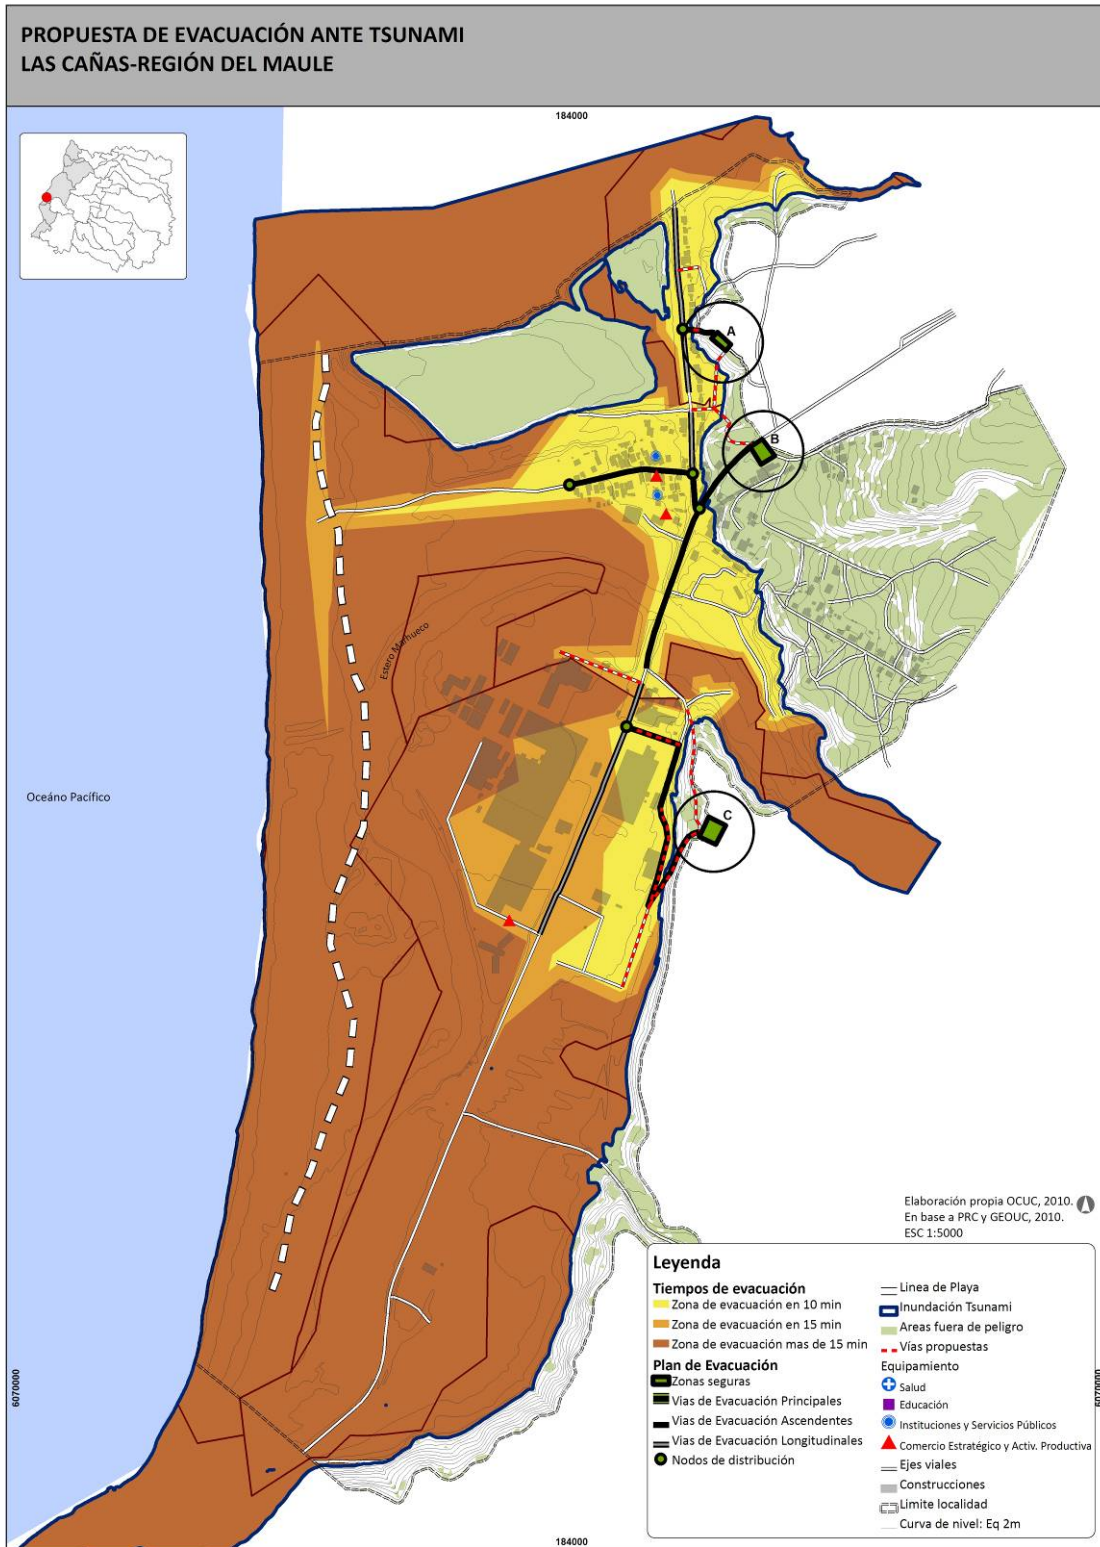 PROPUESTA DE EVACUACIÓN ANTE TSUNAMI
LAS CAÑAS-REGIÓN DEL MAULE
184000
A
B
Estero Marhueco
Oceáno Pacífico
C
Elaboración propia OCUC, 2010.
En base a PRC y GEOUC, 2010.
ESC 1:5000
Leyenda
Tiempos de evacuación
Zona de evacuación en 10 min
Zona de evacuación en 15 min
Zona de evacuación mas de 15 min
Plan de Evacuación
Zonas seguras
Vias de Evacuación Principales
Vias de Evacuación Ascendentes
Vias de Evacuación Longitudinales
Nodos de distribución
Linea de Playa
Inundación Tsunami
Areas fuera de peligro
Vías propuestas
Equipamiento
Salud
Educación
Instituciones y Servicios Públicos
Comercio Estratégico y Activ. Productiva
Ejes viales
Construcciones
Limite localidad
Curva de nivel: Eq 2m
6070000
6070000
184000